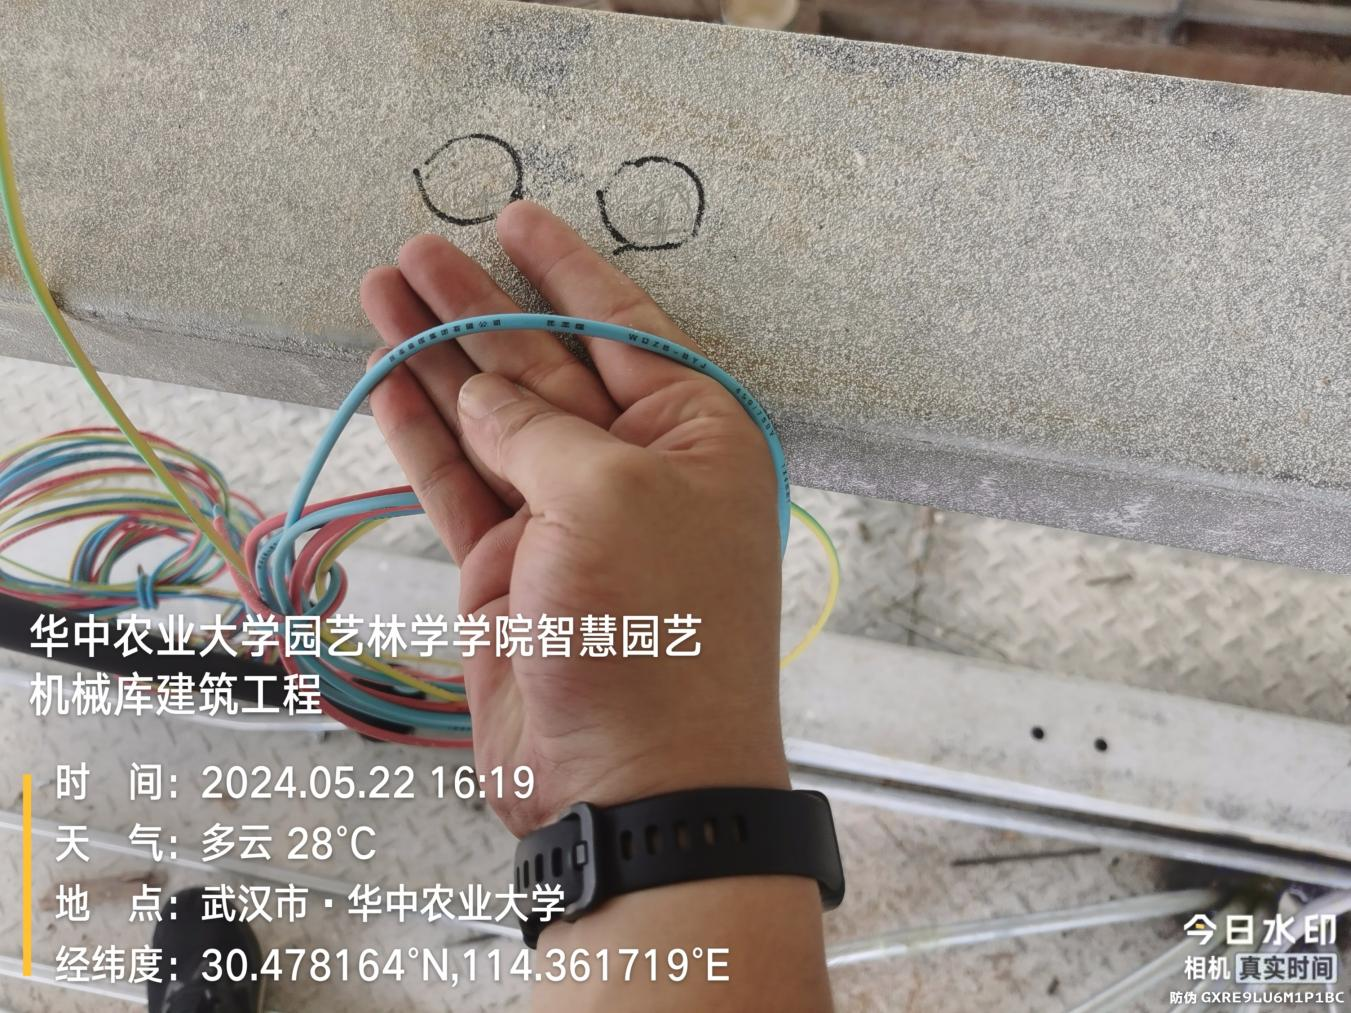 WDZB-BYJ
450/750V
华中农业大学园艺林学学院智慧园艺
机械库建筑工程
时 间：2024.05.22 16:19
天 气：多云 28°C
地 点：武汉市·华中农业大学
经纬度：30.478164°N,114.361719°E
今日水印
相机 真实时间
防伪 GXRE9LU6M1P1BC